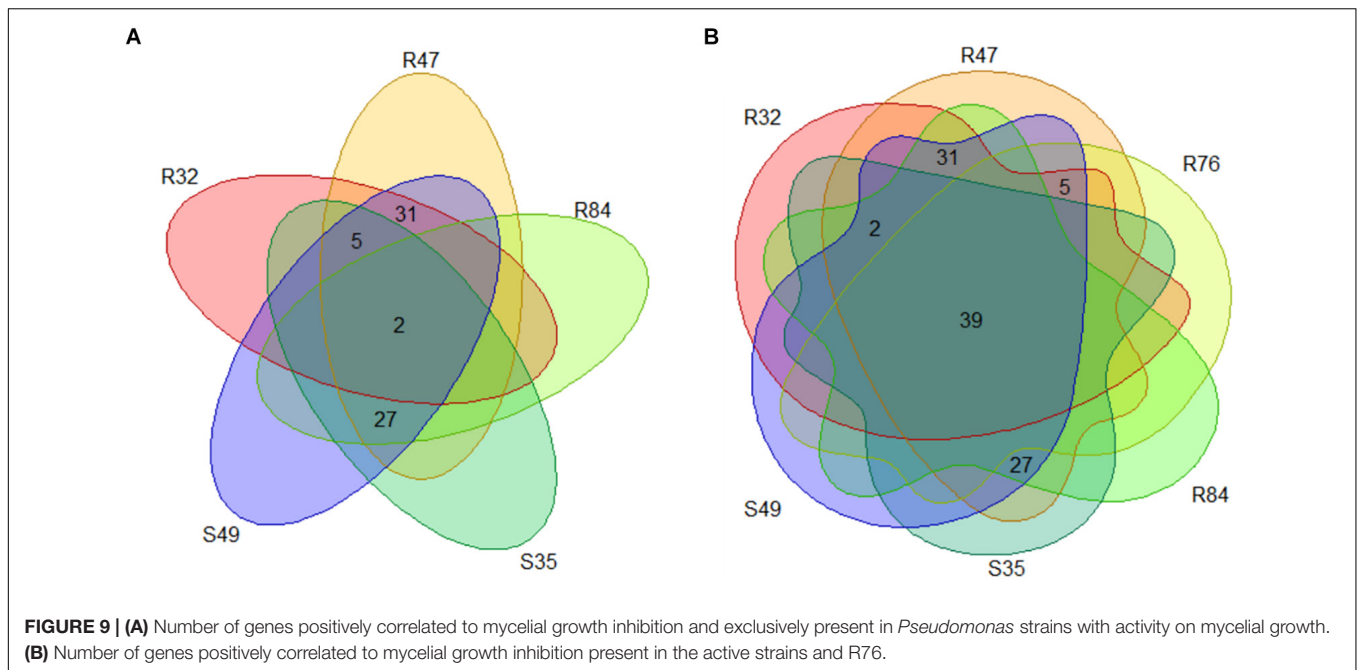 A
R47
R32
R84
31
5
2
27
S49
S35
B
R47
R32
R76
31
5
2
39
27
S49
R84
S35
FIGURE 9 | (A) Number of genes positively correlated to mycelial growth inhibition and exclusively present in Pseudomonas strains with activity on mycelial growth.
(B) Number of genes positively correlated to mycelial growth inhibition present in the active strains and R76.